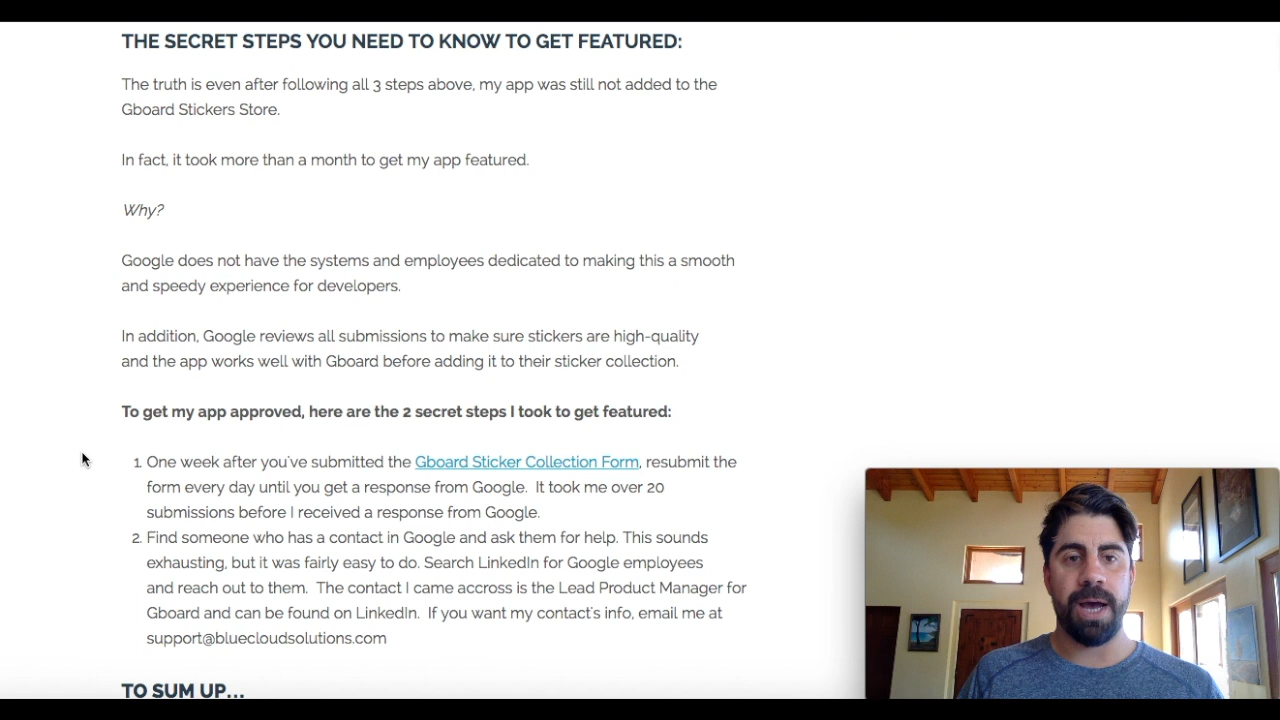 THE SECRET STEPS YOU NEED TO KNOW TO GET FEATURED:
The truth is even after following all 3 steps above, my app was still not added to the
Gboard Stickers Store.
In fact, it took more than a month to get my app featured.
Why?
Google does not have the systems and employees dedicated to making this a smooth
and speedy experience for developers.
In addition, Google reviews all submissions to make sure stickers are high-quality
and the app works well with Gboard before adding it to their sticker collection.
To get my app approved, here are the 2 secret steps I took to get featured:
1. One week after you've submitted the Gboard Sticker Collection Form, resubmit the
form every day until you get a response from Google.  It took me over 20
submissions before I received a response from Google.
2. Find someone who has a contact in Google and ask them for help. This sounds
exhausting, but it was fairly easy to do. Search LinkedIn for Google employees
and reach out to them.  The contact I came accross is the Lead Product Manager for
Gboard and can be found on LinkedIn.  If you want my contact's info, email me at
support@bluecloudsolutions.com
TO SUM UP...